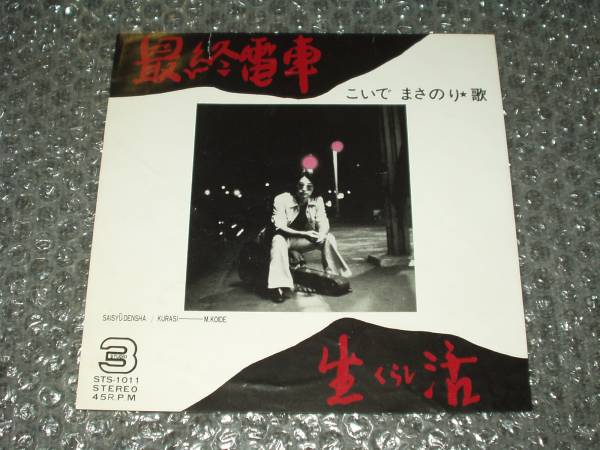 最終電車
こいで まさのり★歌
SAISYŪ DENSHA / KURASI——M.KOIDE
3
STUDIO
STS-1011
STEREO
45R.P.M
生くらし活